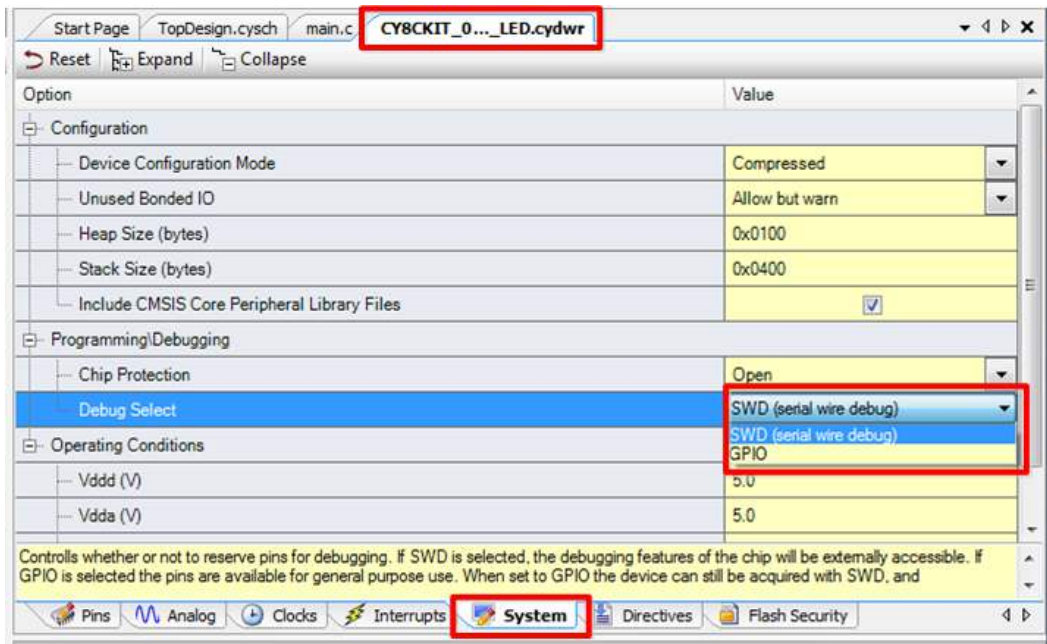 Start Page TopDesign.cysch main.c CY8CKIT_0..._LED.cydwr
Reset Expand Collapse
Option Value
Configuration
Device Configuration Mode Compressed
Unused Bonded IO Allow but warn
Heap Size (bytes) 0x0100
Stack Size (bytes) 0x0400
Include CMSIS Core Peripheral Library Files
Programming\Debugging
Chip Protection Open
Debug Select SWD (serial wire debug)
SWD (serial wire debug)
Operating Conditions
GPIO
Vddd (V) 5.0
Vdda (V) 5.0
Controlls whether or not to reserve pins for debugging. If SWD is selected, the debugging features of the chip will be externally accessible. If
GPIO is selected the pins are available for general purpose use. When set to GPIO the device can still be acquired with SWD, and
Pins Analog Clocks Interrupts System Directives Flash Security